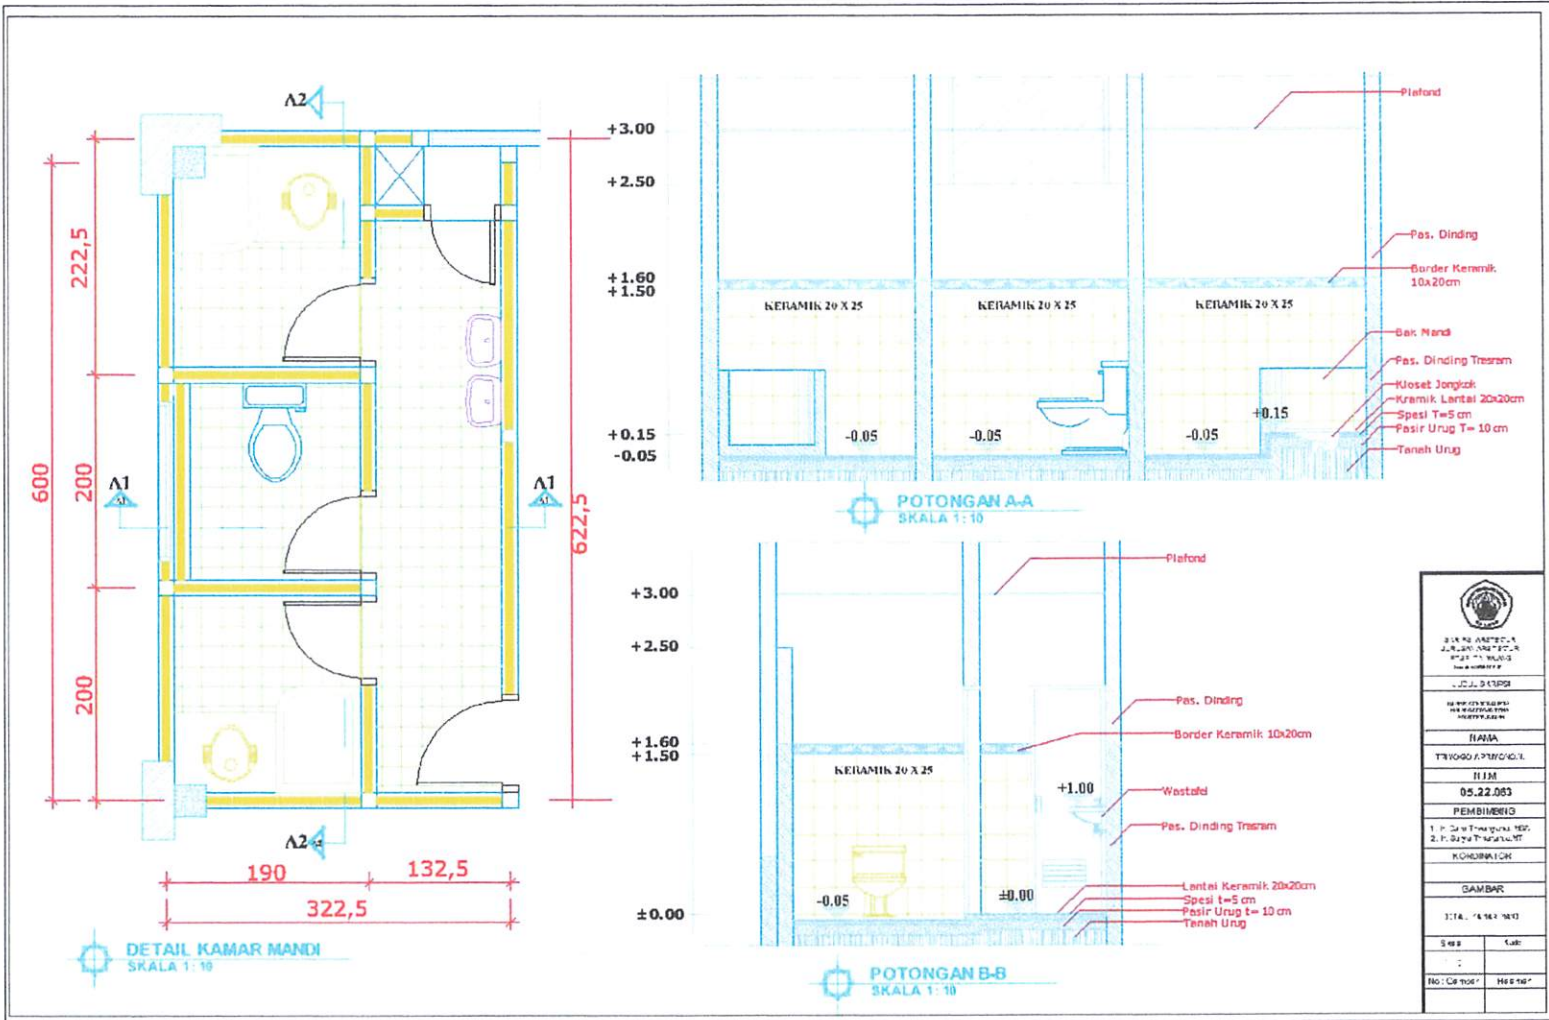 A2
222,5
600
200
200
A1
A1
622,5
A2
190
132,5
322,5
DETAIL KAMAR MANDI
SKALA 1 : 10
+3.00
+2.50
+1.60
+1.50
+0.15
-0.05
KERAMIK 20 X 25
KERAMIK 20 X 25
KERAMIK 20 X 25
-0.05
-0.05
-0.05
+0.15
Plafond
Pas. Dinding
Border Keramik
10x20cm
Bak Mandi
Pas. Dinding Trasram
Kloset Jongkok
Kramik Lantai 20x20cm
Spesi T=5 cm
Pasir Urug T= 10 cm
Tanah Urug
POTONGAN A-A
SKALA 1 : 10
+3.00
+2.50
+1.60
+1.50
±0.00
KERAMIK 20 X 25
-0.05
±0.00
+1.00
Plafond
Pas. Dinding
Border Keramik 10x20cm
Wastafel
Pas. Dinding Trasram
Lantai Keramik 20x20cm
Spesi t=5 cm
Pasir Urug t= 10 cm
Tanah Urug
POTONGAN B-B
SKALA 1 : 10
NAMA
N.I.M
05.22.083
PEMBIMBING
KORDINATOR
GAMBAR